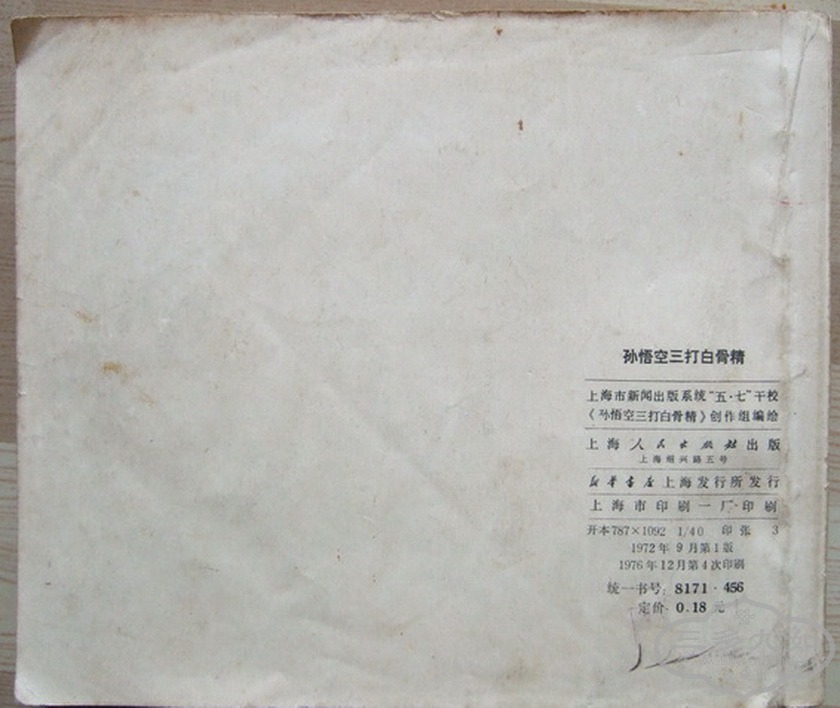 孙悟空三打白骨精
上海市新闻出版系统“五·七”干校
《孙悟空三打白骨精》创作组编绘
上海人民出版社出版
上海绍兴路五号
新华书店上海发行所发行
上海市印刷一厂印刷
开本787×1092 1/40 印张 3
1972年9月第1版
1976年12月第4次印刷
统一书号: 8171·456
定价 0.18 元